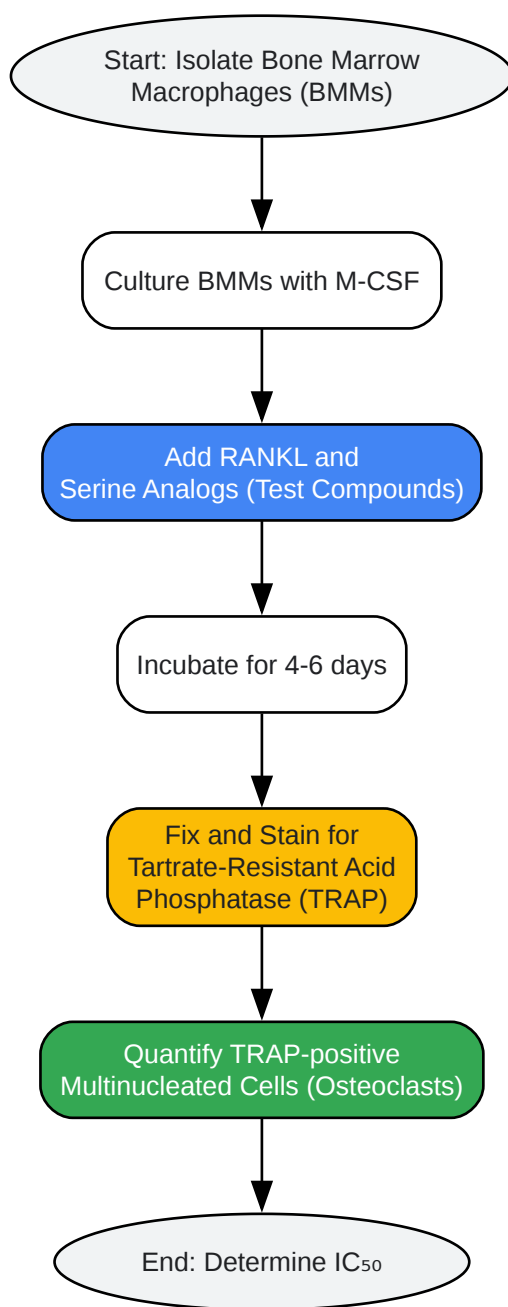 Start: Isolate Bone Marrow
Macrophages (BMMs)
Culture BMMs with M-CSF
Add RANKL and
Serine Analogs (Test Compounds)
Incubate for 4-6 days
Fix and Stain for
Tartrate-Resistant Acid
Phosphatase (TRAP)
Quantify TRAP-positive
Multinucleated Cells (Osteoclasts)
End: Determine IC₅₀